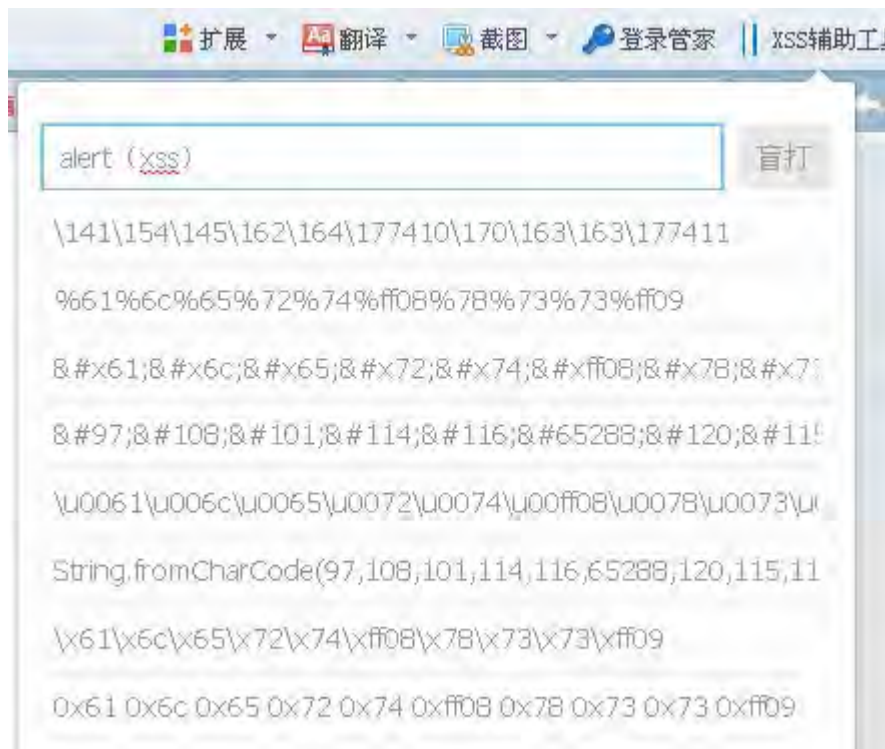 扩展 翻译 截图 登录管家 XSS辅助工
alert（xss） 盲打
\141\154\145\162\164\177410\170\163\163\177411
%61%6c%65%72%74%ff08%78%73%73%ff09
&#x61;&#x6c;&#x65;&#x72;&#x74;&#xff08;&#x78;&#x7
&#97;&#108;&#101;&#114;&#116;&#65288;&#120;&#11
\u0061\u006c\u0065\u0072\u0074\u00ff08\u0078\u0073\u
String.fromCharCode(97,108,101,114,116,65288,120,115,11
\x61\x6c\x65\x72\x74\xff08\x78\x73\x73\xff09
0x61 0x6c 0x65 0x72 0x74 0xff08 0x78 0x73 0x73 0xff09